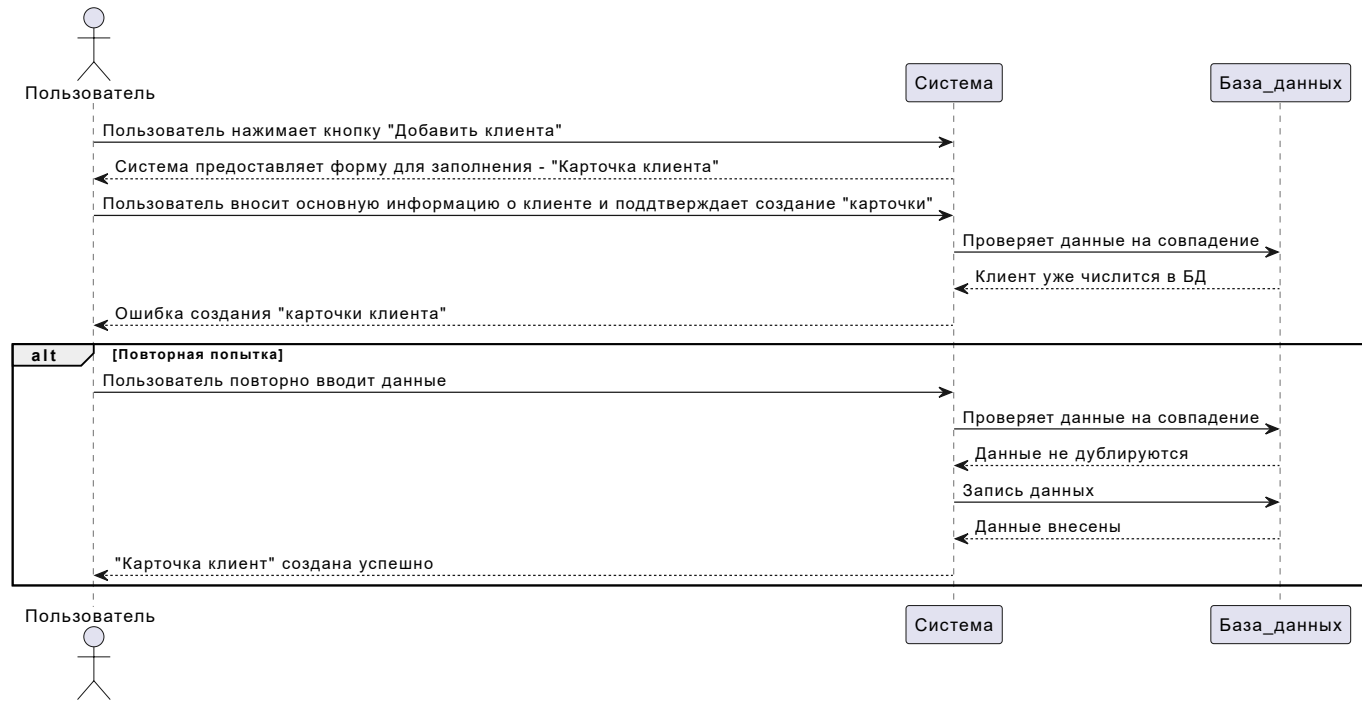 Пользователь
Система
База_данных
Пользователь нажимает кнопку "Добавить клиента"
Система предоставляет форму для заполнения - "Карточка клиента"
Пользователь вносит основную информацию о клиенте и поддтверждает создание "карточки"
Проверяет данные на совпадение
Клиент уже числится в БД
Ошибка создания "карточки клиента"
alt
[Повторная попытка]
Пользователь повторно вводит данные
Проверяет данные на совпадение
Данные не дублируются
Запись данных
Данные внесены
"Карточка клиент" создана успешно
Пользователь
Система
База_данных